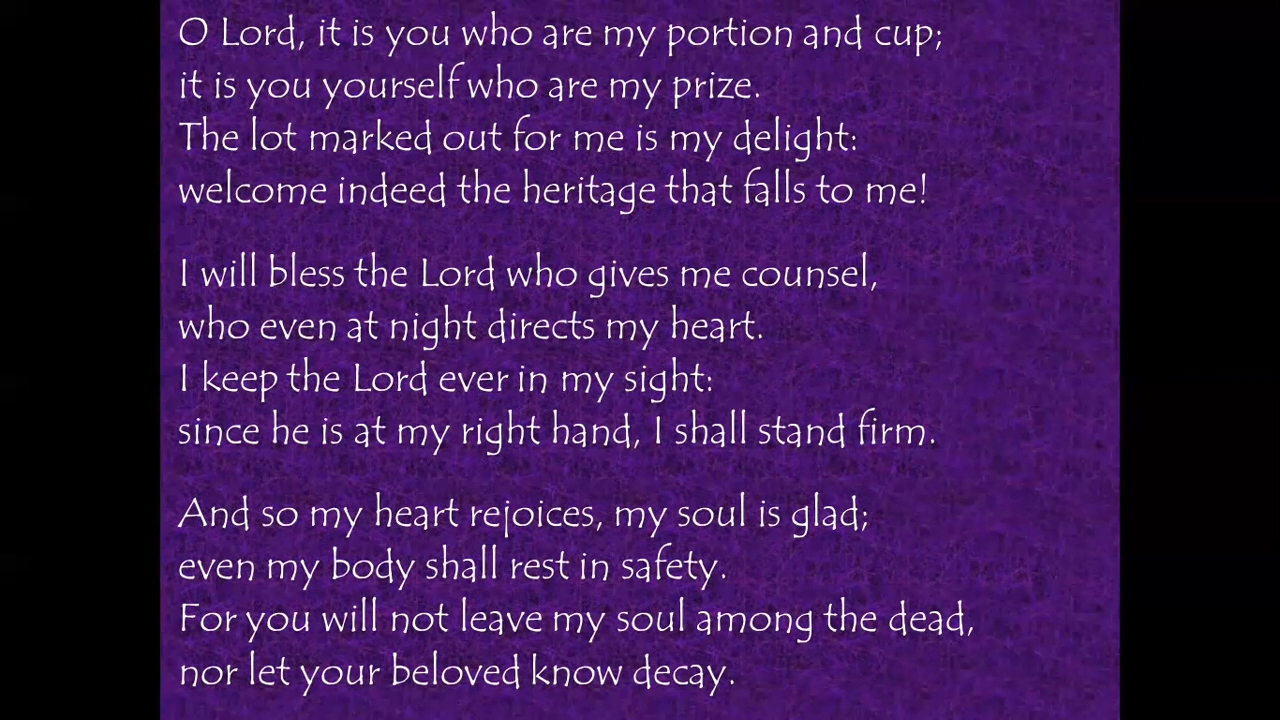 O Lord, it is you who are my portion and cup;
it is you yourself who are my prize.
The lot marked out for me is my delight:
welcome indeed the heritage that falls to me!
I will bless the Lord who gives me counsel,
who even at night directs my heart.
I keep the Lord ever in my sight:
since he is at my right hand, I shall stand firm.
And so my heart rejoices, my soul is glad;
even my body shall rest in safety.
For you will not leave my soul among the dead,
nor let your beloved know decay.